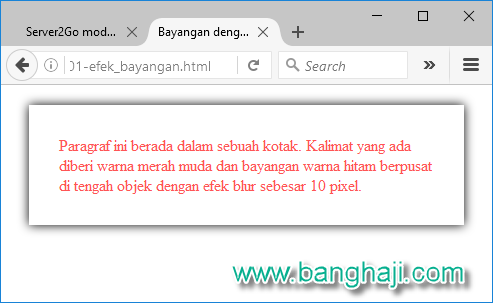 Server2Go mod...
Bayangan deng...
01-efek_bayangan.html
Search
Paragraf ini berada dalam sebuah kotak. Kalimat yang ada
diberi warna merah muda dan bayangan warna hitam berpusat
di tengah objek dengan efek blur sebesar 10 pixel.
www.banghaji.com